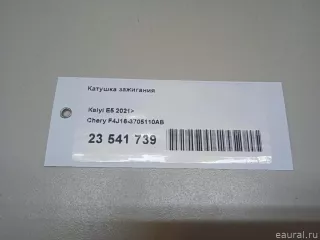 Катушка зажигания
Kaiyi E5 2021>
Chery F4J16-3705110AB
23 541 739
eaural.ru